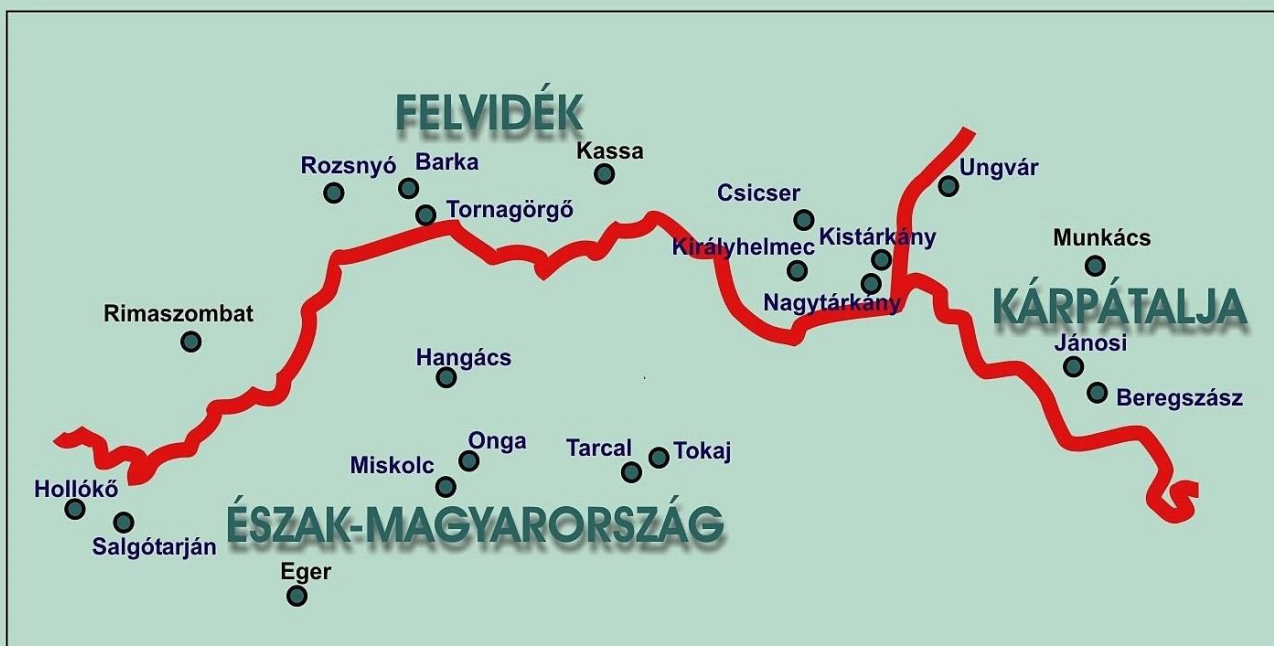 FELVIDÉK
Kassa
Rozsnyó
Barka
Ungvár
Csicser
Tornagörgő
Kistárkány
Munkács
Királyhelmec
Nagytárkány
KÁRPÁTALJA
Rimaszombat
Jánosi
Hangács
Beregszász
Onga
Tarcal
Tokaj
Miskolc
Hollókő
ÉSZAK-MAGYARORSZÁG
Salgótarján
Eger